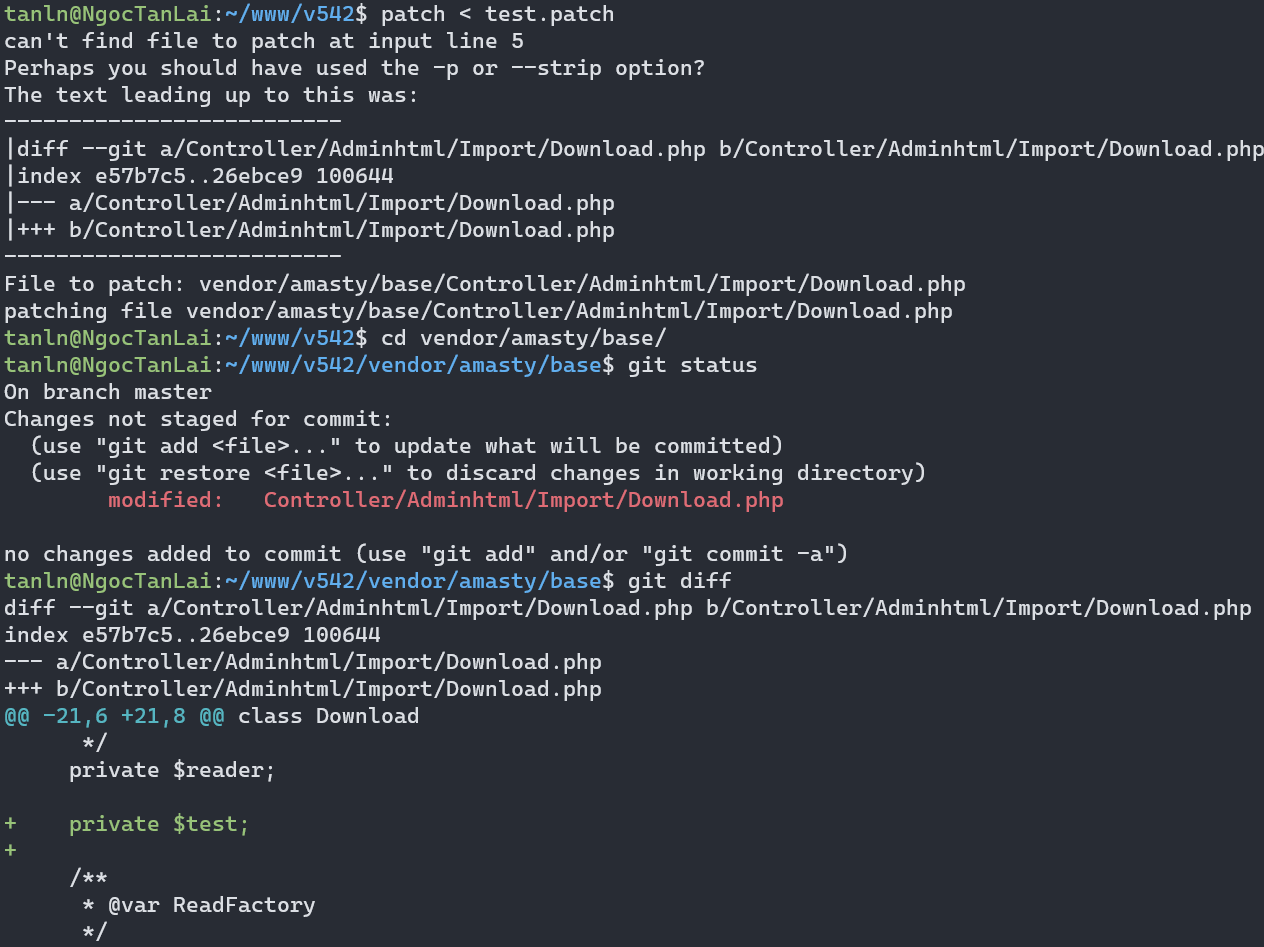 tanln@NgocTanLai:~/www/v542$ patch < test.patch
can't find file to patch at input line 5
Perhaps you should have used the -p or --strip option?
The text leading up to this was:
--------------------------
|diff --git a/Controller/Adminhtml/Import/Download.php b/Controller/Adminhtml/Import/Download.php
|index e57b7c5..26ebce9 100644
|--- a/Controller/Adminhtml/Import/Download.php
|+++ b/Controller/Adminhtml/Import/Download.php
--------------------------
File to patch: vendor/amasty/base/Controller/Adminhtml/Import/Download.php
patching file vendor/amasty/base/Controller/Adminhtml/Import/Download.php
tanln@NgocTanLai:~/www/v542$ cd vendor/amasty/base/
tanln@NgocTanLai:~/www/v542/vendor/amasty/base$ git status
On branch master
Changes not staged for commit:
  (use "git add <file>..." to update what will be committed)
  (use "git restore <file>..." to discard changes in working directory)
        modified:   Controller/Adminhtml/Import/Download.php

no changes added to commit (use "git add" and/or "git commit -a")
tanln@NgocTanLai:~/www/v542/vendor/amasty/base$ git diff
diff --git a/Controller/Adminhtml/Import/Download.php b/Controller/Adminhtml/Import/Download.php
index e57b7c5..26ebce9 100644
--- a/Controller/Adminhtml/Import/Download.php
+++ b/Controller/Adminhtml/Import/Download.php
@@ -21,6 +21,8 @@ class Download
      */
     private $reader;

+    private $test;
+
     /**
      * @var ReadFactory
      */